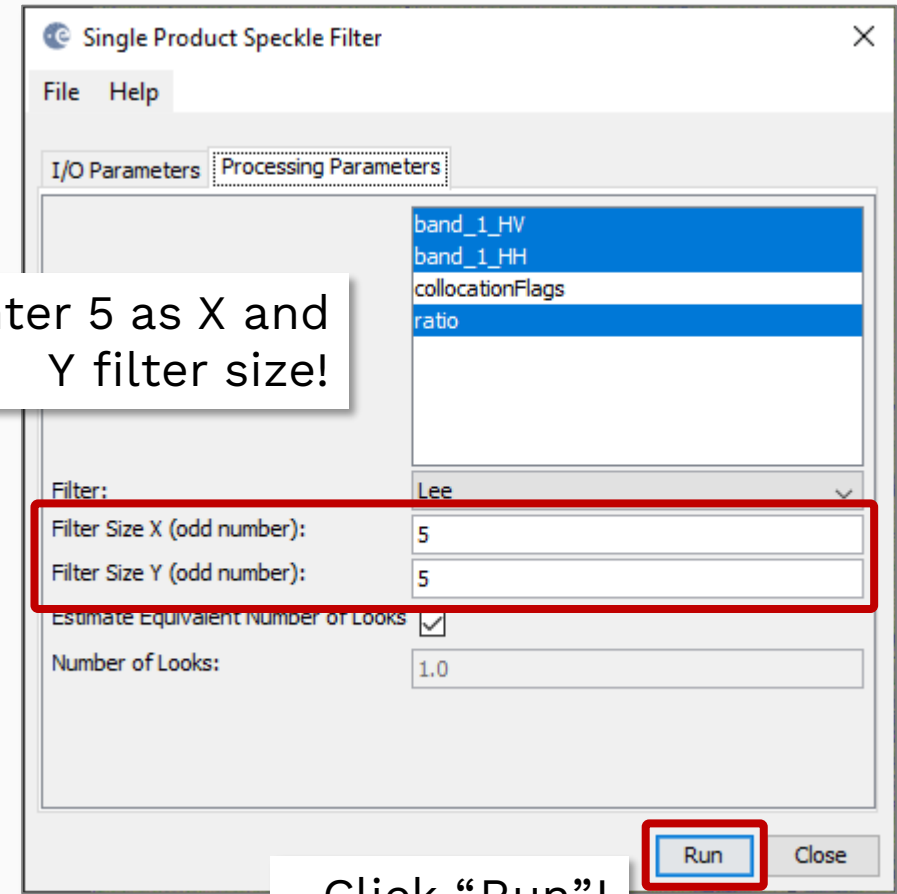 Single Product Speckle Filter
File Help
I/O Parameters Processing Parameters
band_1_HV
band_1_HH
collocationFlags
ratio
5 as X and
Y filter size!
Filter: Lee
Filter Size X (odd number): 5
Filter Size Y (odd number): 5
Estimate Equivalent Number of Looks
Number of Looks: 1.0
Run Close
Click “Run”!